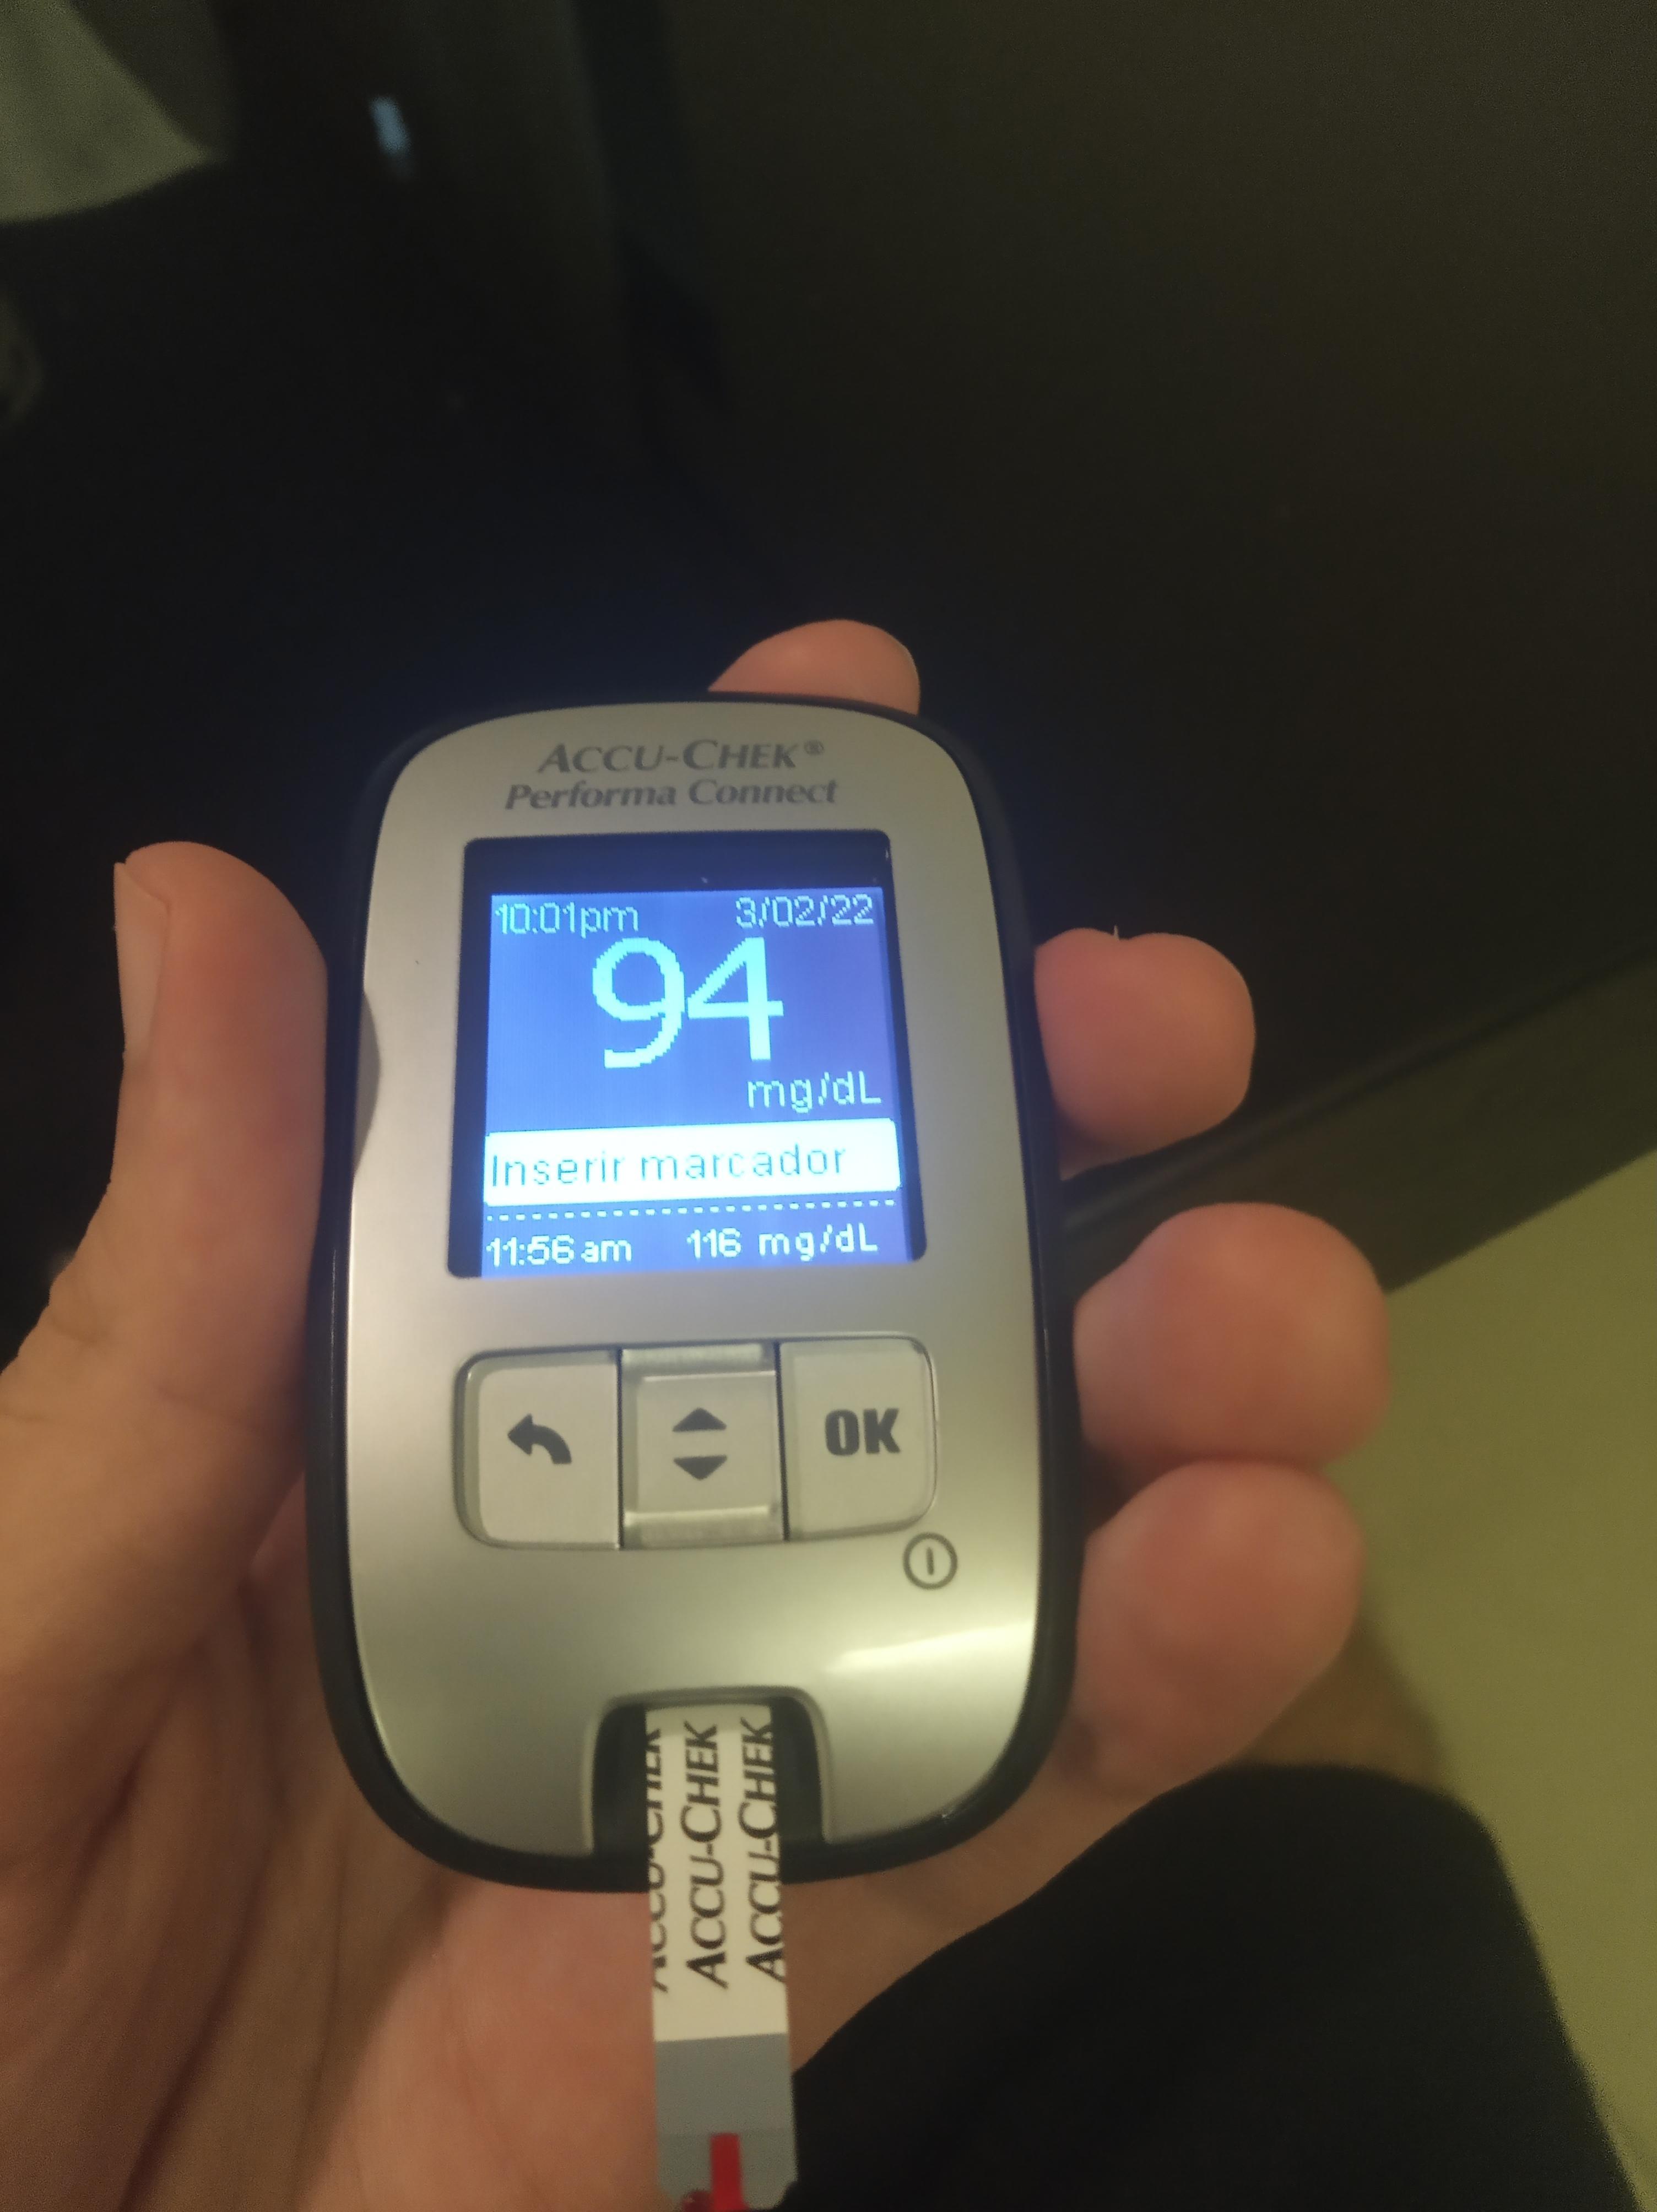 ACCU-CHEK®
Performa Connect
10:01pm 3/02/22
94
mg/dL
Inserir marcador
11:56 am 116 mg/dL
OK
ACCU-CHEK
ACCU-CHEK
ACCU-CHEK